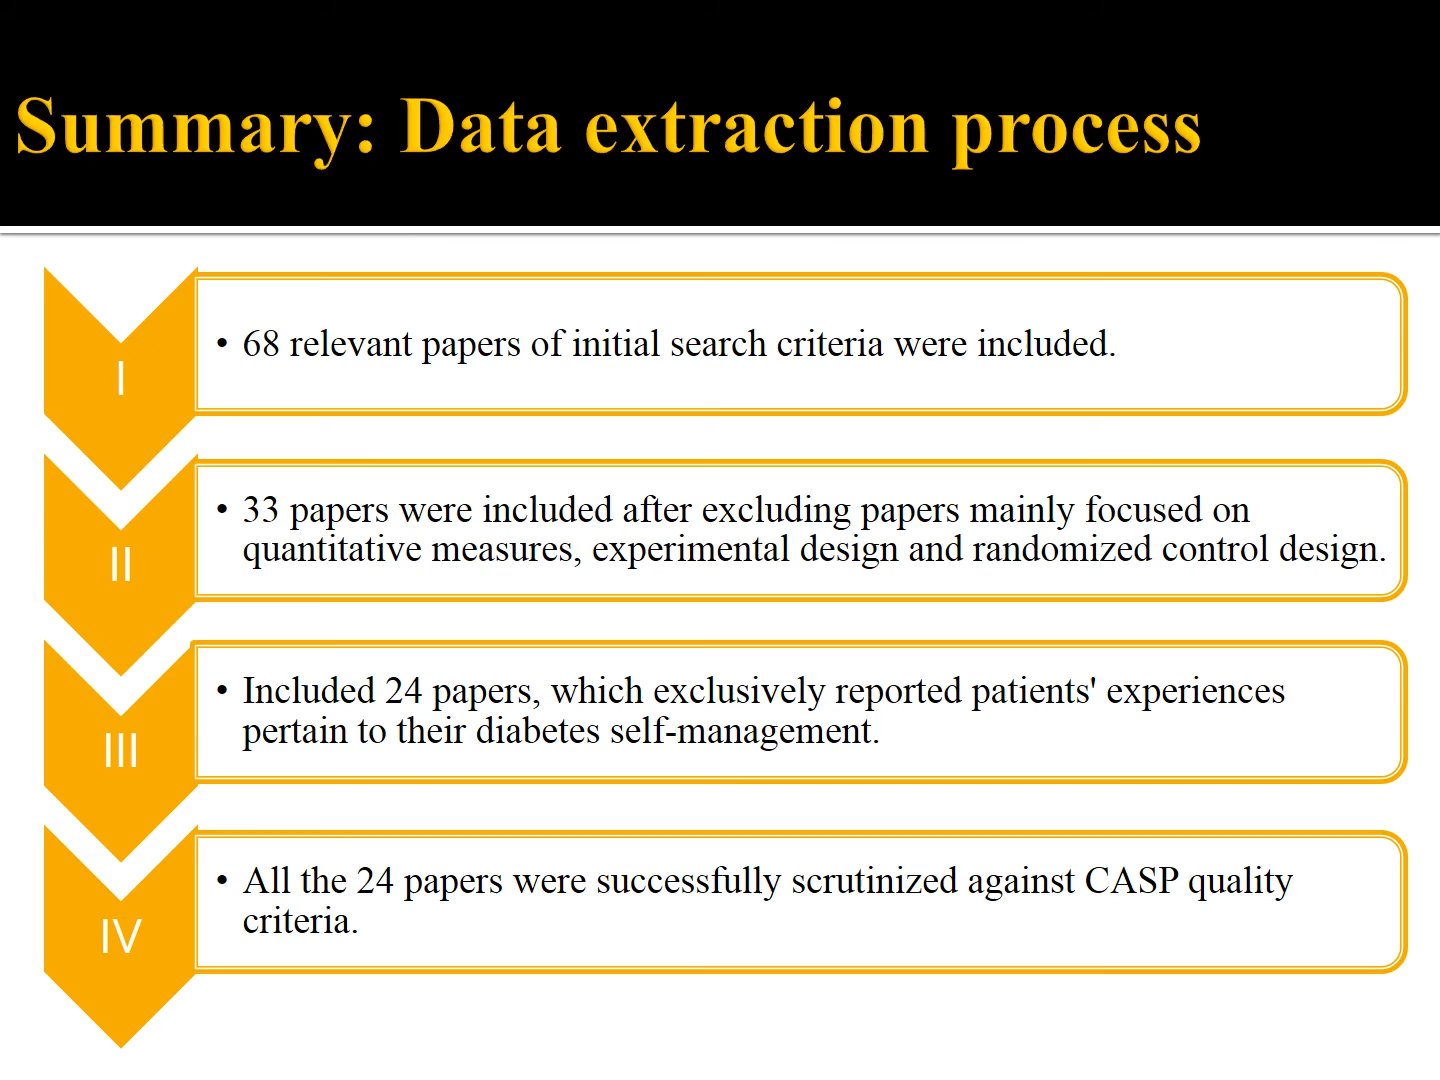 Summary: Data extraction process
I
• 68 relevant papers of initial search criteria were included.
II
• 33 papers were included after excluding papers mainly focused on
quantitative measures, experimental design and randomized control design.
III
• Included 24 papers, which exclusively reported patients' experiences
pertain to their diabetes self-management.
IV
• All the 24 papers were successfully scrutinized against CASP quality
criteria.